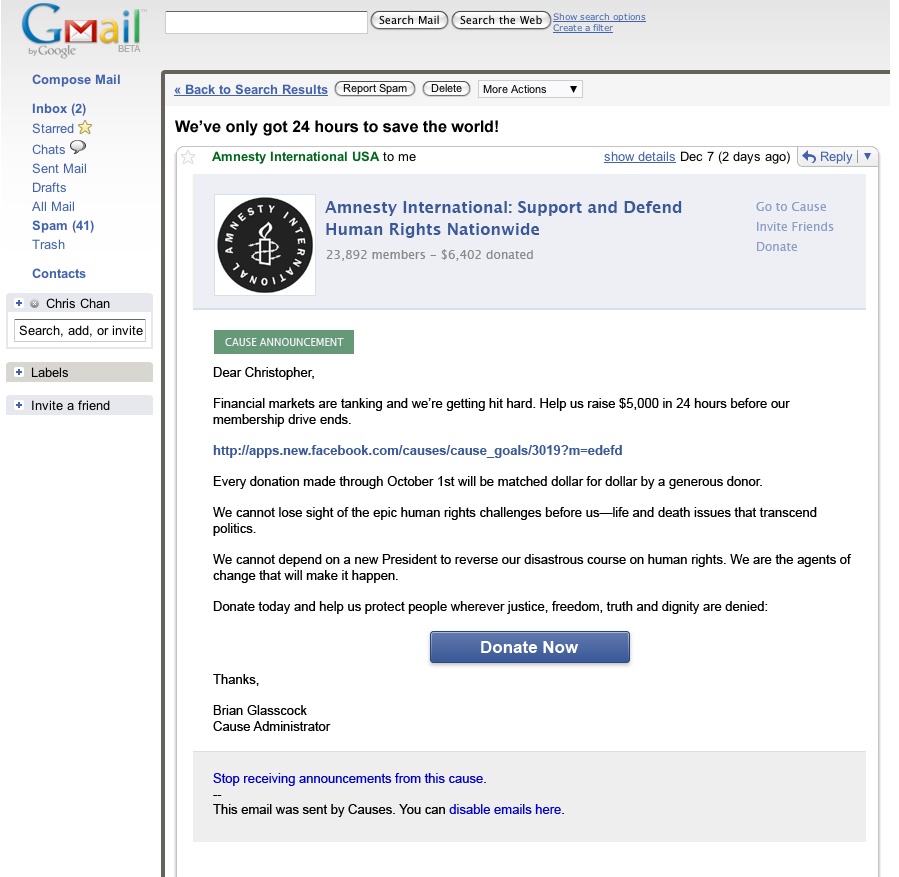 Gmail
by Google
BETA
Search Mail
Search the Web
Show search options
Create a filter
Compose Mail
Inbox (2)
Starred
Chats
Sent Mail
Drafts
All Mail
Spam (41)
Trash
Contacts
Chris Chan
Search, add, or invite
Labels
Invite a friend
« Back to Search Results
Report Spam
Delete
More Actions
We've only got 24 hours to save the world!
Amnesty International USA to me
show details Dec 7 (2 days ago)
Reply
AMNESTY INTERNATIONAL
Amnesty International: Support and Defend
Human Rights Nationwide
23,892 members – $6,402 donated
Go to Cause
Invite Friends
Donate
CAUSE ANNOUNCEMENT
Dear Christopher,
Financial markets are tanking and we're getting hit hard. Help us raise $5,000 in 24 hours before our
membership drive ends.
http://apps.new.facebook.com/causes/cause_goals/3019?m=edefd
Every donation made through October 1st will be matched dollar for dollar by a generous donor.
We cannot lose sight of the epic human rights challenges before us—life and death issues that transcend
politics.
We cannot depend on a new President to reverse our disastrous course on human rights. We are the agents of
change that will make it happen.
Donate today and help us protect people wherever justice, freedom, truth and dignity are denied:
Donate Now
Thanks,
Brian Glasscock
Cause Administrator
Stop receiving announcements from this cause.
--
This email was sent by Causes. You can disable emails here.